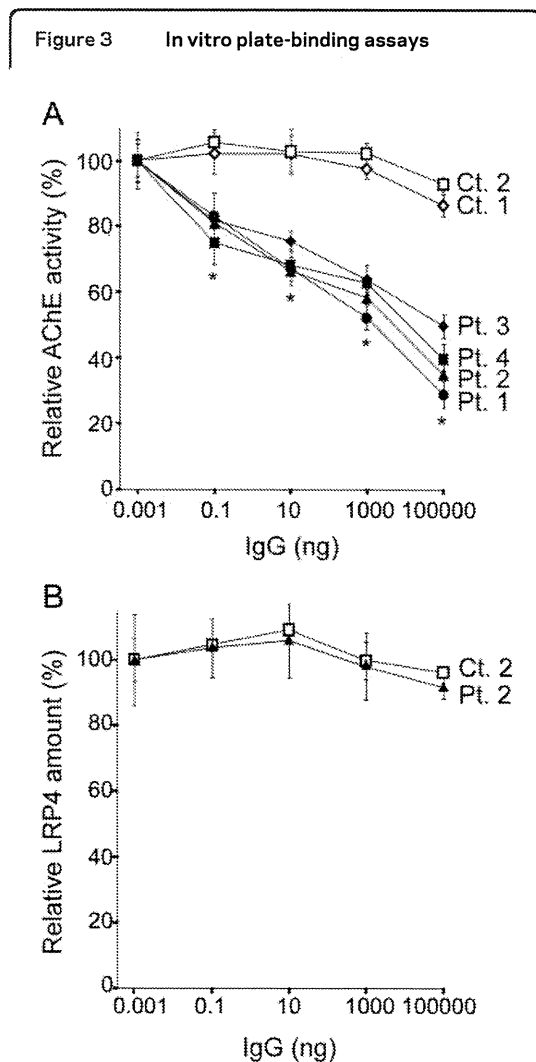 Figure 3 In vitro plate-binding assays
A
Relative AChE activity (%)
100
80
60
40
20
0
Ct. 2
Ct. 1
Pt. 3
Pt. 4
Pt. 2
Pt. 1
*
*
*
*
0.001 0.1 10 1000 100000
IgG (ng)
B
Relative LRP4 amount (%)
100
80
60
40
20
0
Ct. 2
Pt. 2
0.001 0.1 10 1000 100000
IgG (ng)